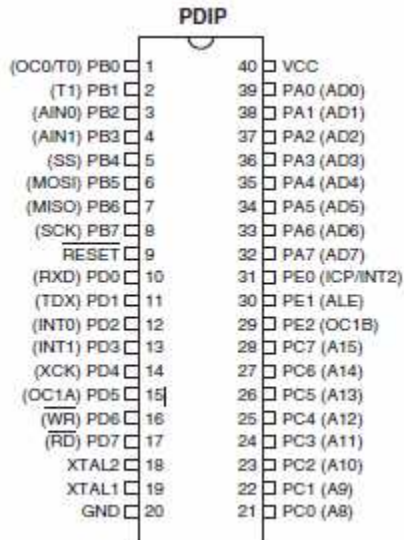 PDIP
(OC0/T0) PB0 1 40 VCC
(T1) PB1 2 39 PA0 (AD0)
(AIN0) PB2 3 38 PA1 (AD1)
(AIN1) PB3 4 37 PA2 (AD2)
(SS) PB4 5 36 PA3 (AD3)
(MOSI) PB5 6 35 PA4 (AD4)
(MISO) PB6 7 34 PA5 (AD5)
(SCK) PB7 8 33 PA6 (AD6)
RESET 9 32 PA7 (AD7)
(RXD) PD0 10 31 PE0 (ICP/INT2)
(TDX) PD1 11 30 PE1 (ALE)
(INT0) PD2 12 29 PE2 (OC1B)
(INT1) PD3 13 28 PC7 (A15)
(XCK) PD4 14 27 PC6 (A14)
(OC1A) PD5 15 26 PC5 (A13)
(WR) PD6 16 25 PC4 (A12)
(RD) PD7 17 24 PC3 (A11)
XTAL2 18 23 PC2 (A10)
XTAL1 19 22 PC1 (A9)
GND 20 21 PC0 (A8)